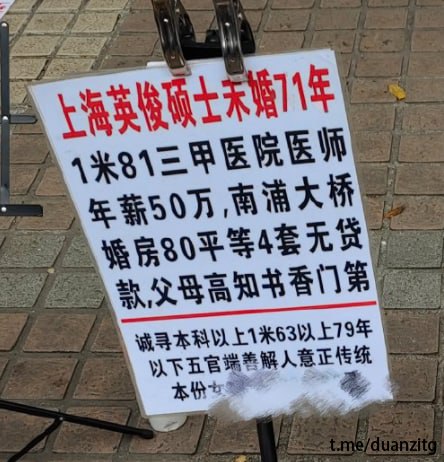 上海英俊硕士未婚71年
1米81三甲医院医师
年薪50万,南浦大桥
婚房80平等4套无贷
款,父母高知书香门第
诚寻本科以上1米63以上79年
以下五官端善解人意正传统
本份
t.me/duanzitg